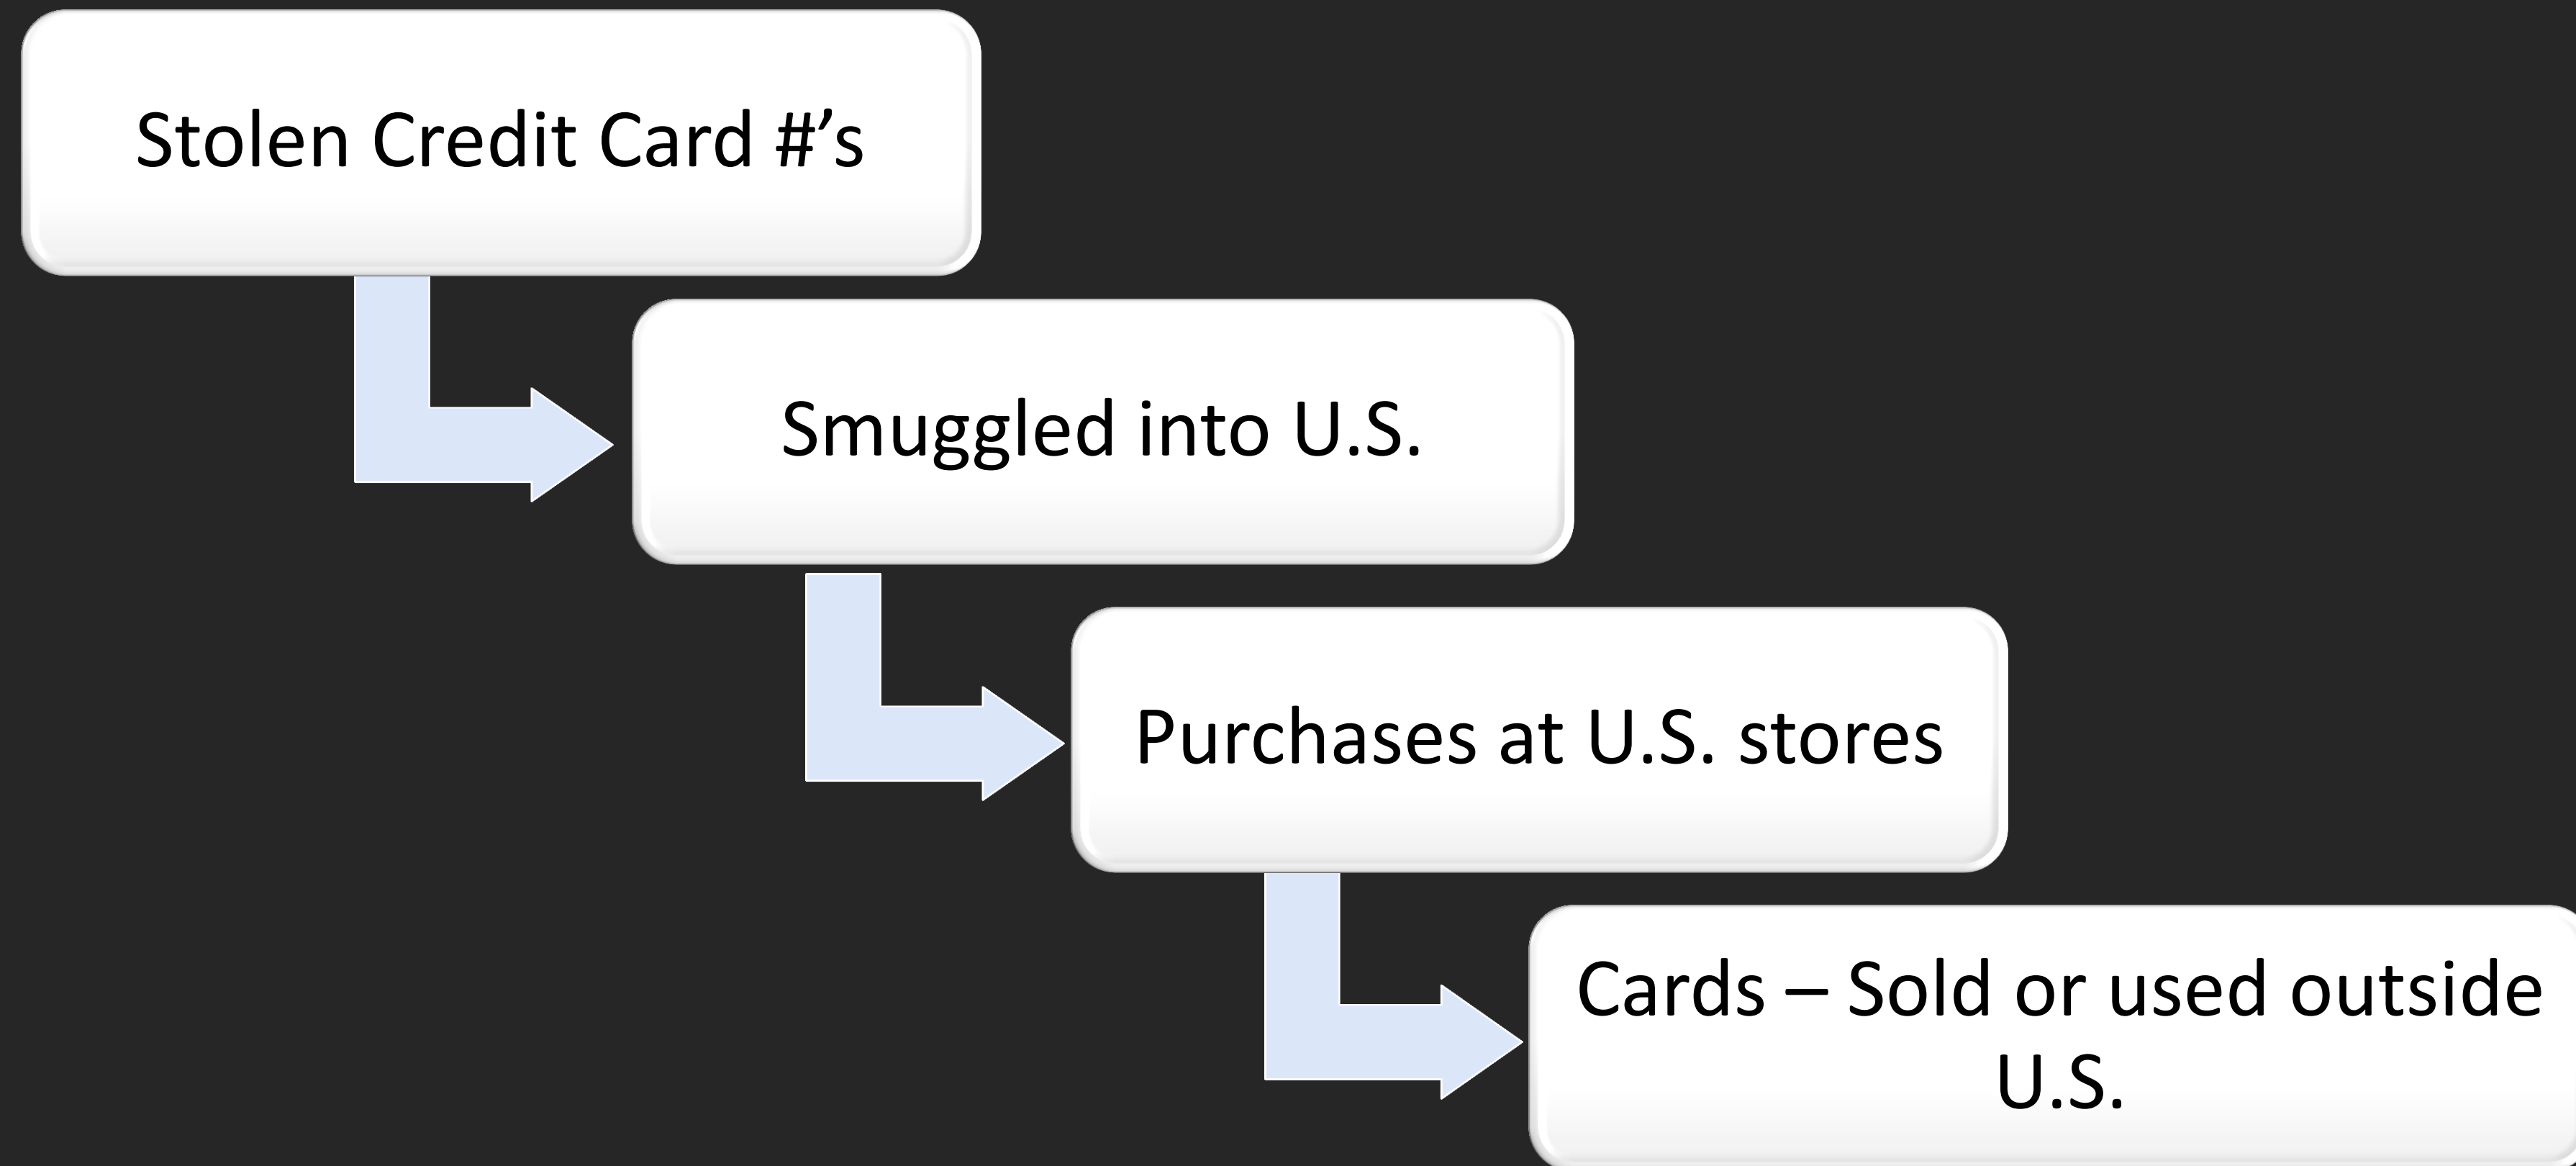 Stolen Credit Card #’s
Smuggled into U.S.
Purchases at U.S. stores
Cards – Sold or used outside
U.S.